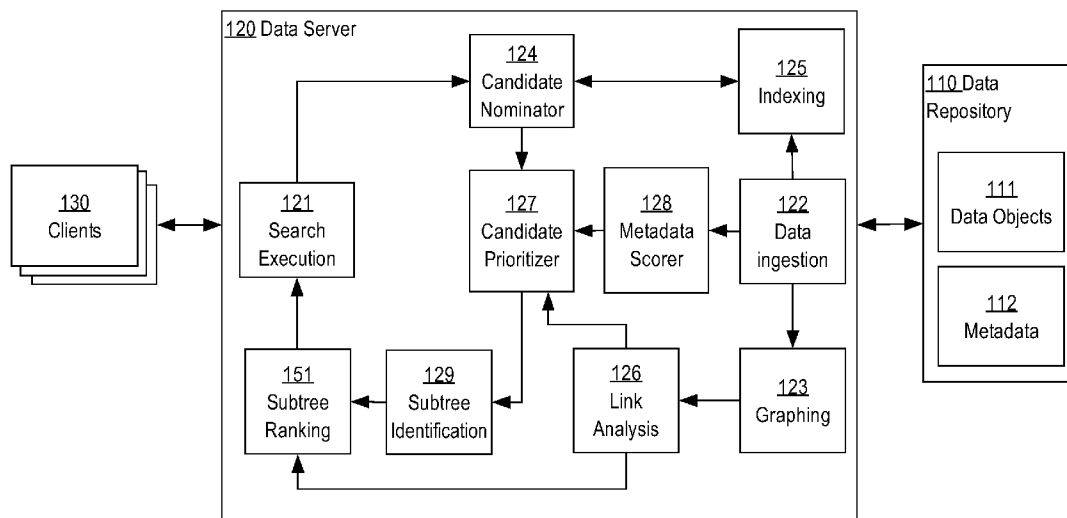 120 Data Server
124
Candidate
Nominator
125
Indexing
110 Data
Repository
111
Data Objects
112
Metadata
130
Clients
121
Search
Execution
127
Candidate
Prioritizer
128
Metadata
Scorer
122
Data
ingestion
151
Subtree
Ranking
129
Subtree
Identification
126
Link
Analysis
123
Graphing